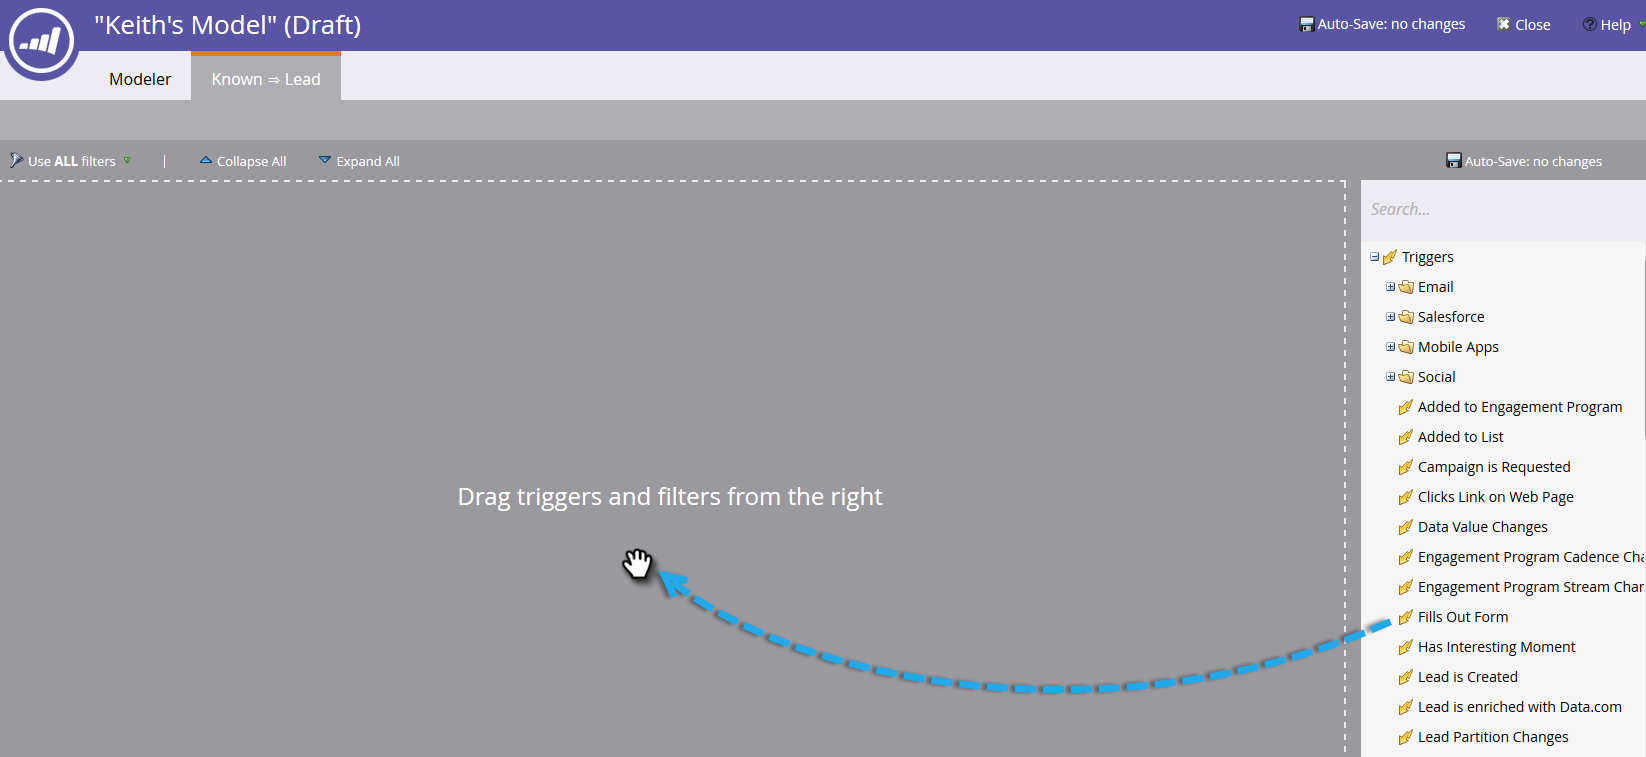 "Keith's Model" (Draft)
Auto-Save: no changes
Close
Help
Modeler
Known ⇒ Lead
Use ALL filters
|
Collapse All
Expand All
Auto-Save: no changes
Search...
Triggers
Email
Salesforce
Mobile Apps
Social
Added to Engagement Program
Added to List
Campaign is Requested
Clicks Link on Web Page
Data Value Changes
Engagement Program Cadence Cha
Engagement Program Stream Char
Fills Out Form
Has Interesting Moment
Lead is Created
Lead is enriched with Data.com
Lead Partition Changes
Drag triggers and filters from the right